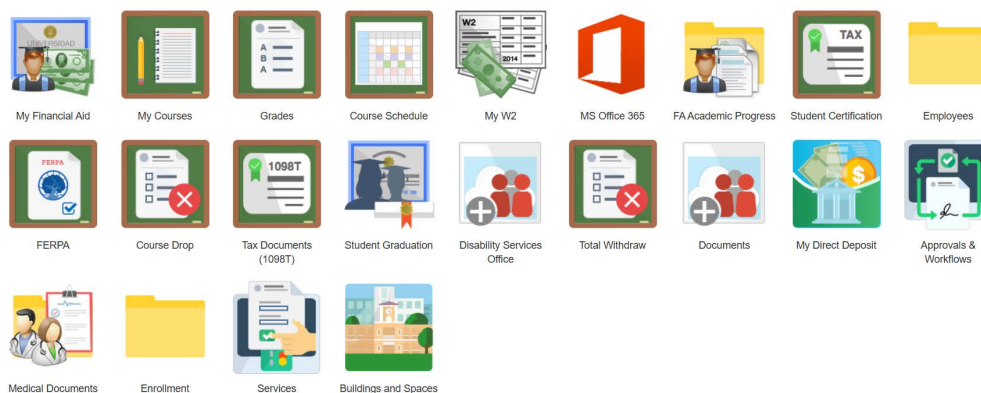 UNIVERSIDAD
A
B
A
W2
2014
TAX
My Financial Aid
My Courses
Grades
Course Schedule
My W2
MS Office 365
FA Academic Progress
Student Certification
Employees
FERPA
1098T
$
FERPA
Course Drop
Tax Documents
(1098T)
Student Graduation
Disability Services
Office
Total Withdraw
Documents
My Direct Deposit
Approvals &
Workflows
Medical Documents
Enrollment
Services
Buildings and Spaces